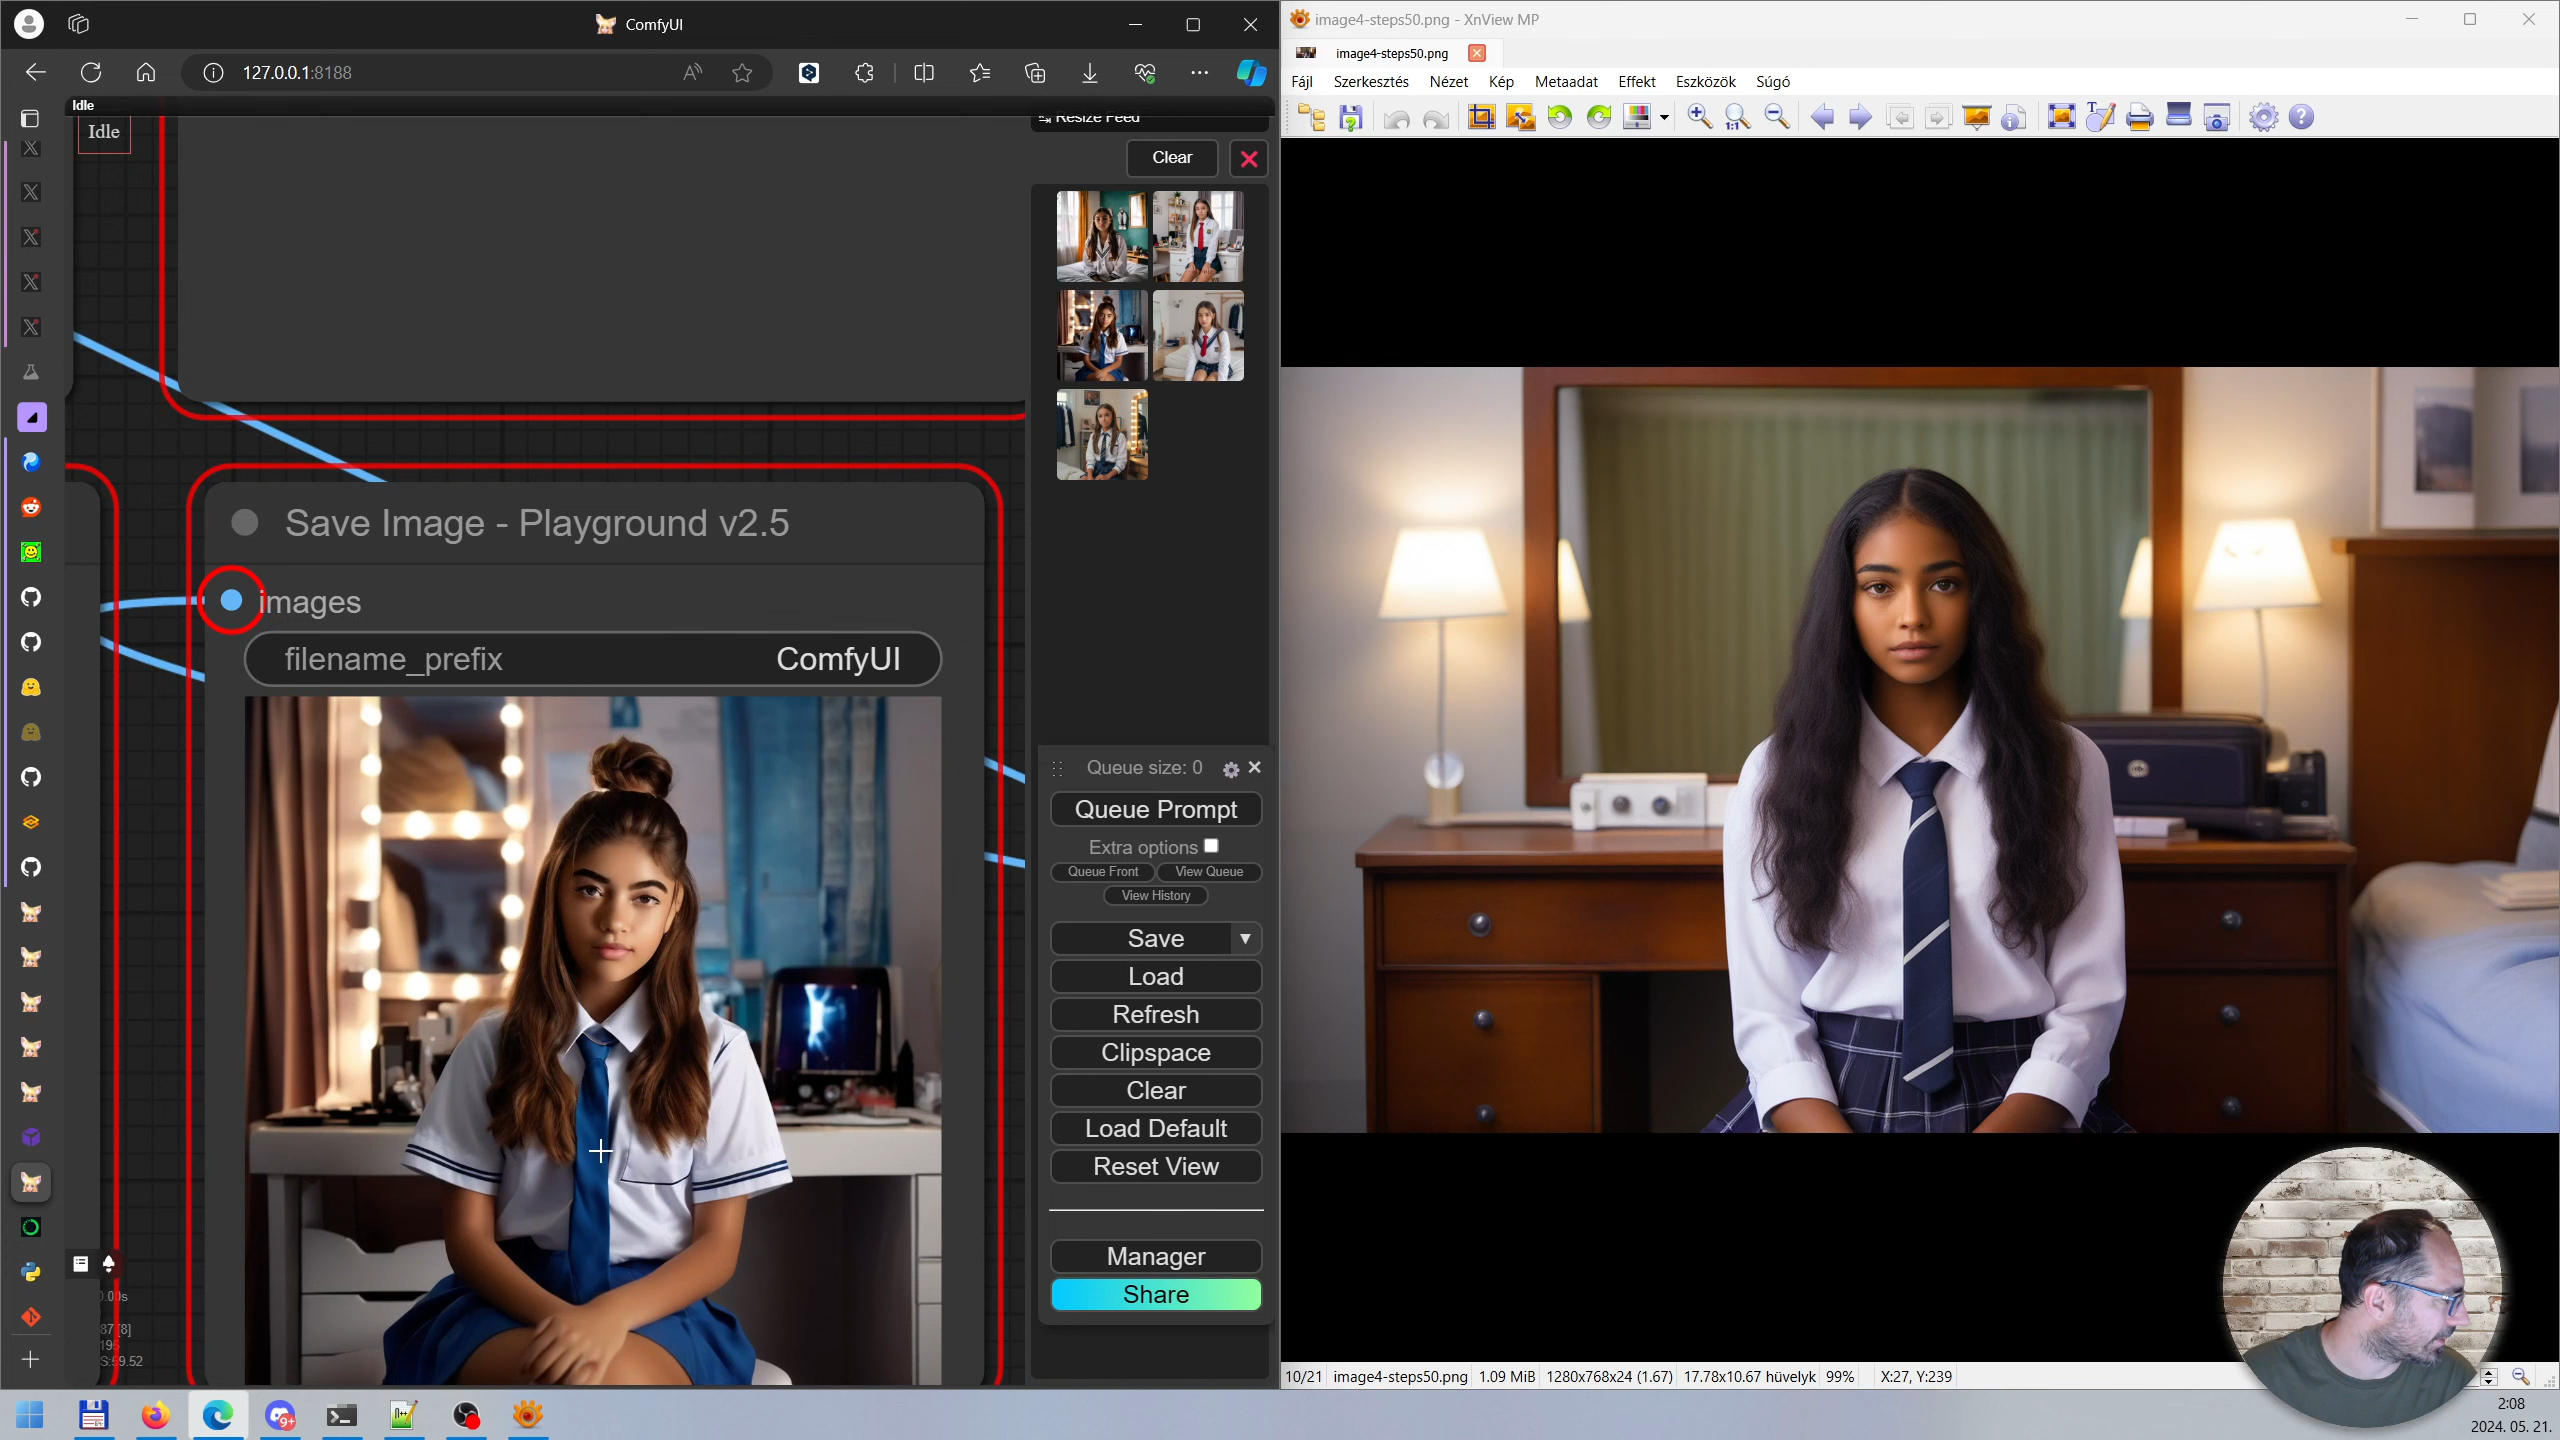 ComfyUI
127.0.0.1:8188
Idle
Idle
Resize Feed
Clear
Save Image - Playground v2.5
images
filename_prefix
ComfyUI
Queue size: 0
Queue Prompt
Extra options
Queue Front
View Queue
View History
Save
Load
Refresh
Clipspace
Clear
Load Default
Reset View
Manager
Share
image4-steps50.png - XnView MP
image4-steps50.png
Fájl
Szerkesztés
Nézet
Kép
Metaadat
Effekt
Eszközök
Súgó
1:1
10/21
image4-steps50.png
1.09 MiB
1280x768x24 (1.67)
17.78x10.67 hüvelyk
99%
X:27, Y:239
9+
2:08
2024. 05. 21.